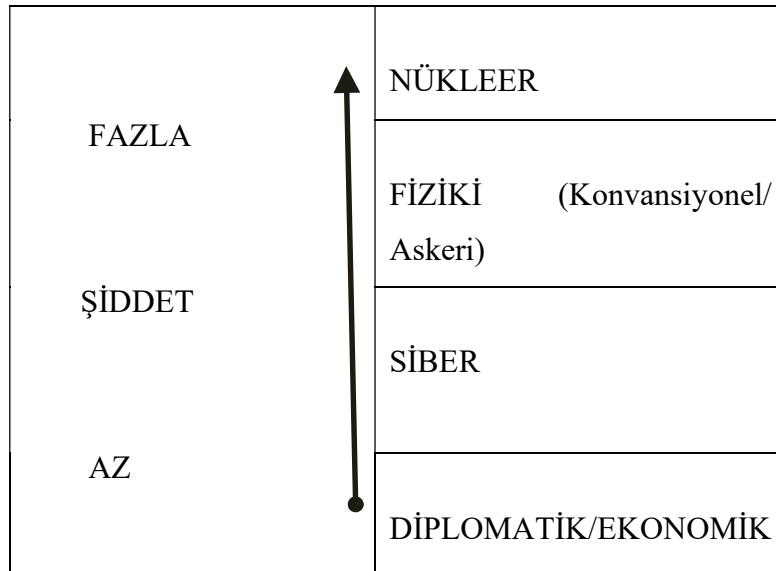 NÜKLEER
FAZLA
FİZİKİ (Konvansiyonel/
Askeri)
ŞİDDET
SİBER
AZ
DİPLOMATİK/EKONOMİK